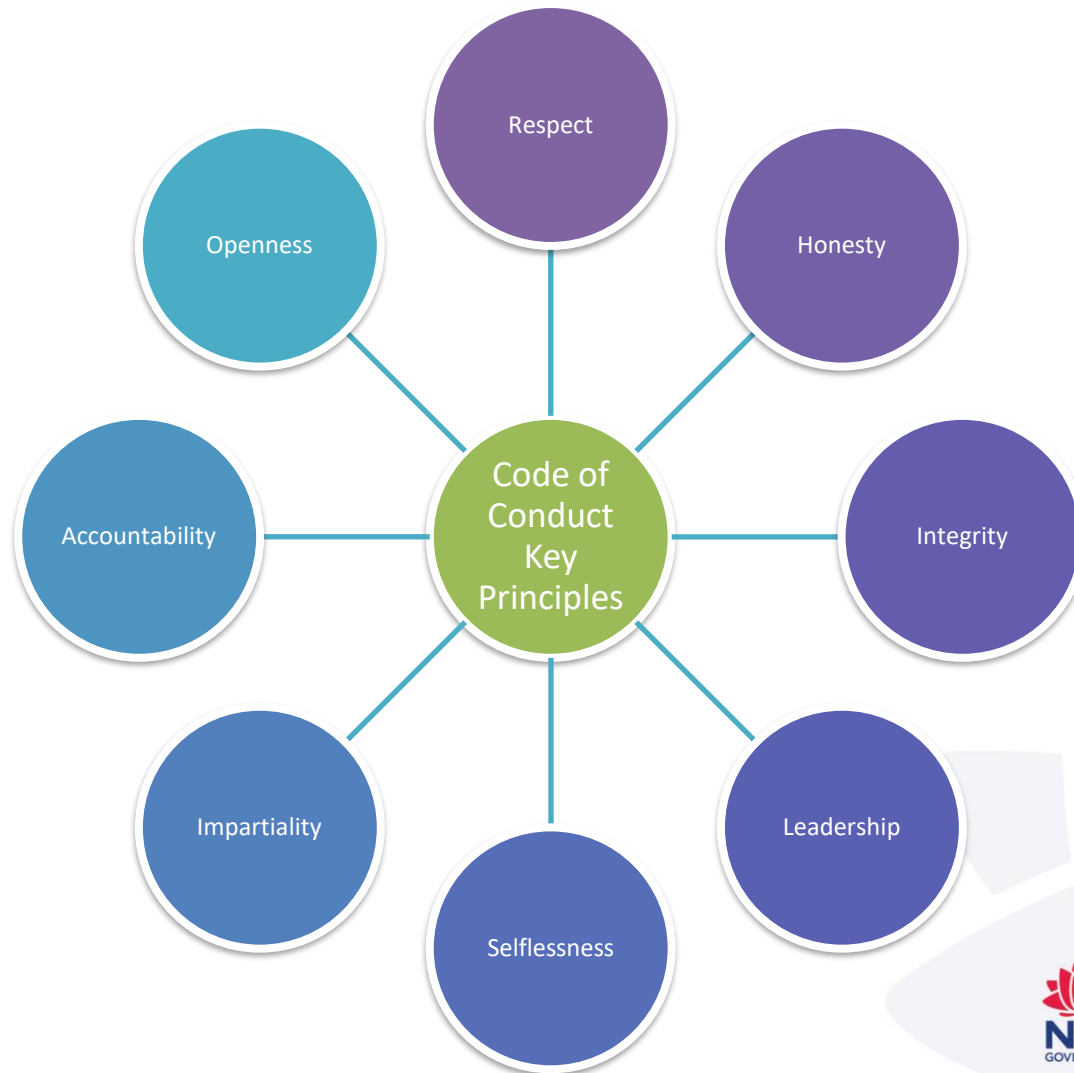 Respect
Openness
Honesty
Code of
Conduct
Key
Principles
Accountability
Integrity
Impartiality
Leadership
Selflessness